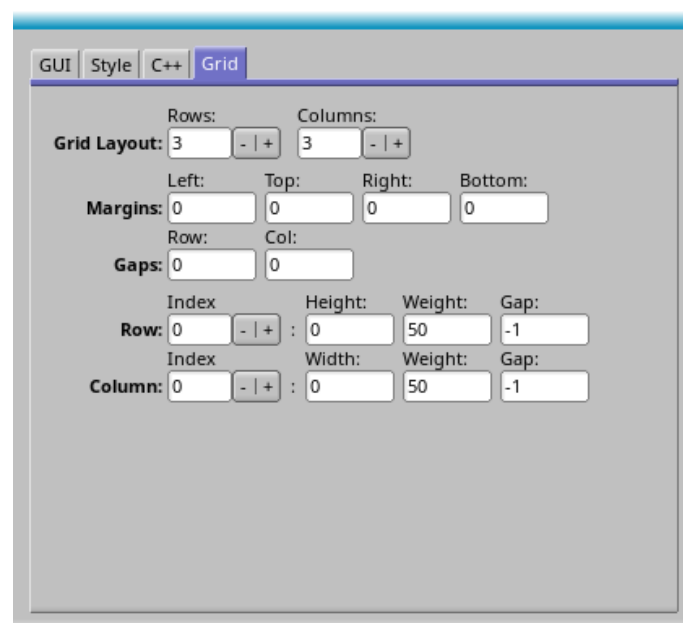 GUI Style C++ Grid
Rows: Columns:
Grid Layout: 3 - | + 3 - | +
Left: Top: Right: Bottom:
Margins: 0 0 0 0
Row: Col:
Gaps: 0 0
Index Height: Weight: Gap:
Row: 0 - | + : 0 50 -1
Index Width: Weight: Gap:
Column: 0 - | + : 0 50 -1